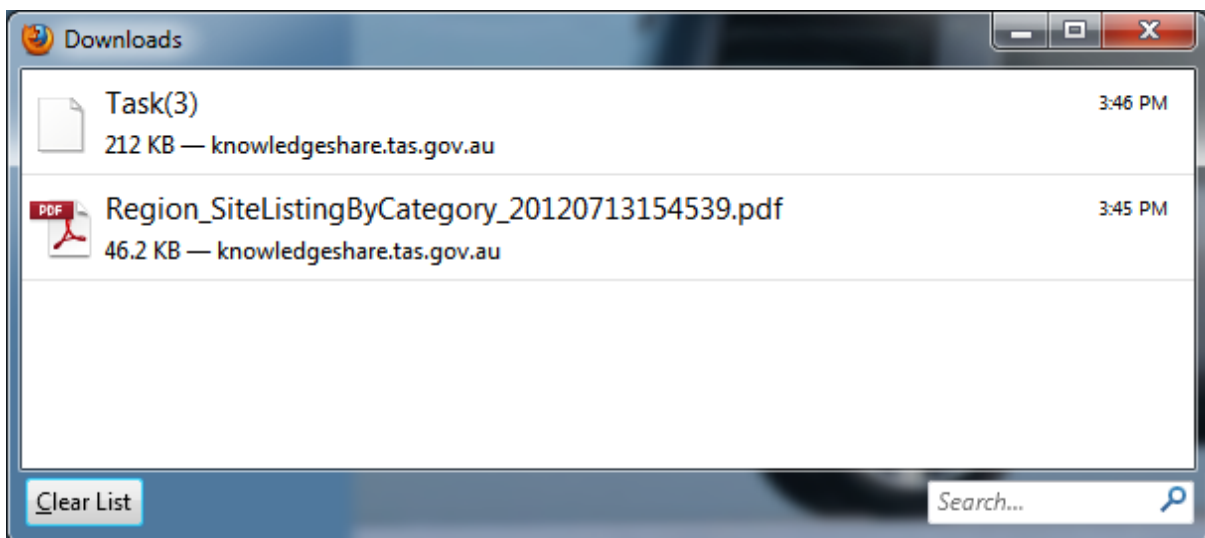 Downloads
Task(3)
3:46 PM
212 KB — knowledgeshare.tas.gov.au
PDF
Region_SiteListingByCategory_20120713154539.pdf
3:45 PM
46.2 KB — knowledgeshare.tas.gov.au
Clear List
Search...